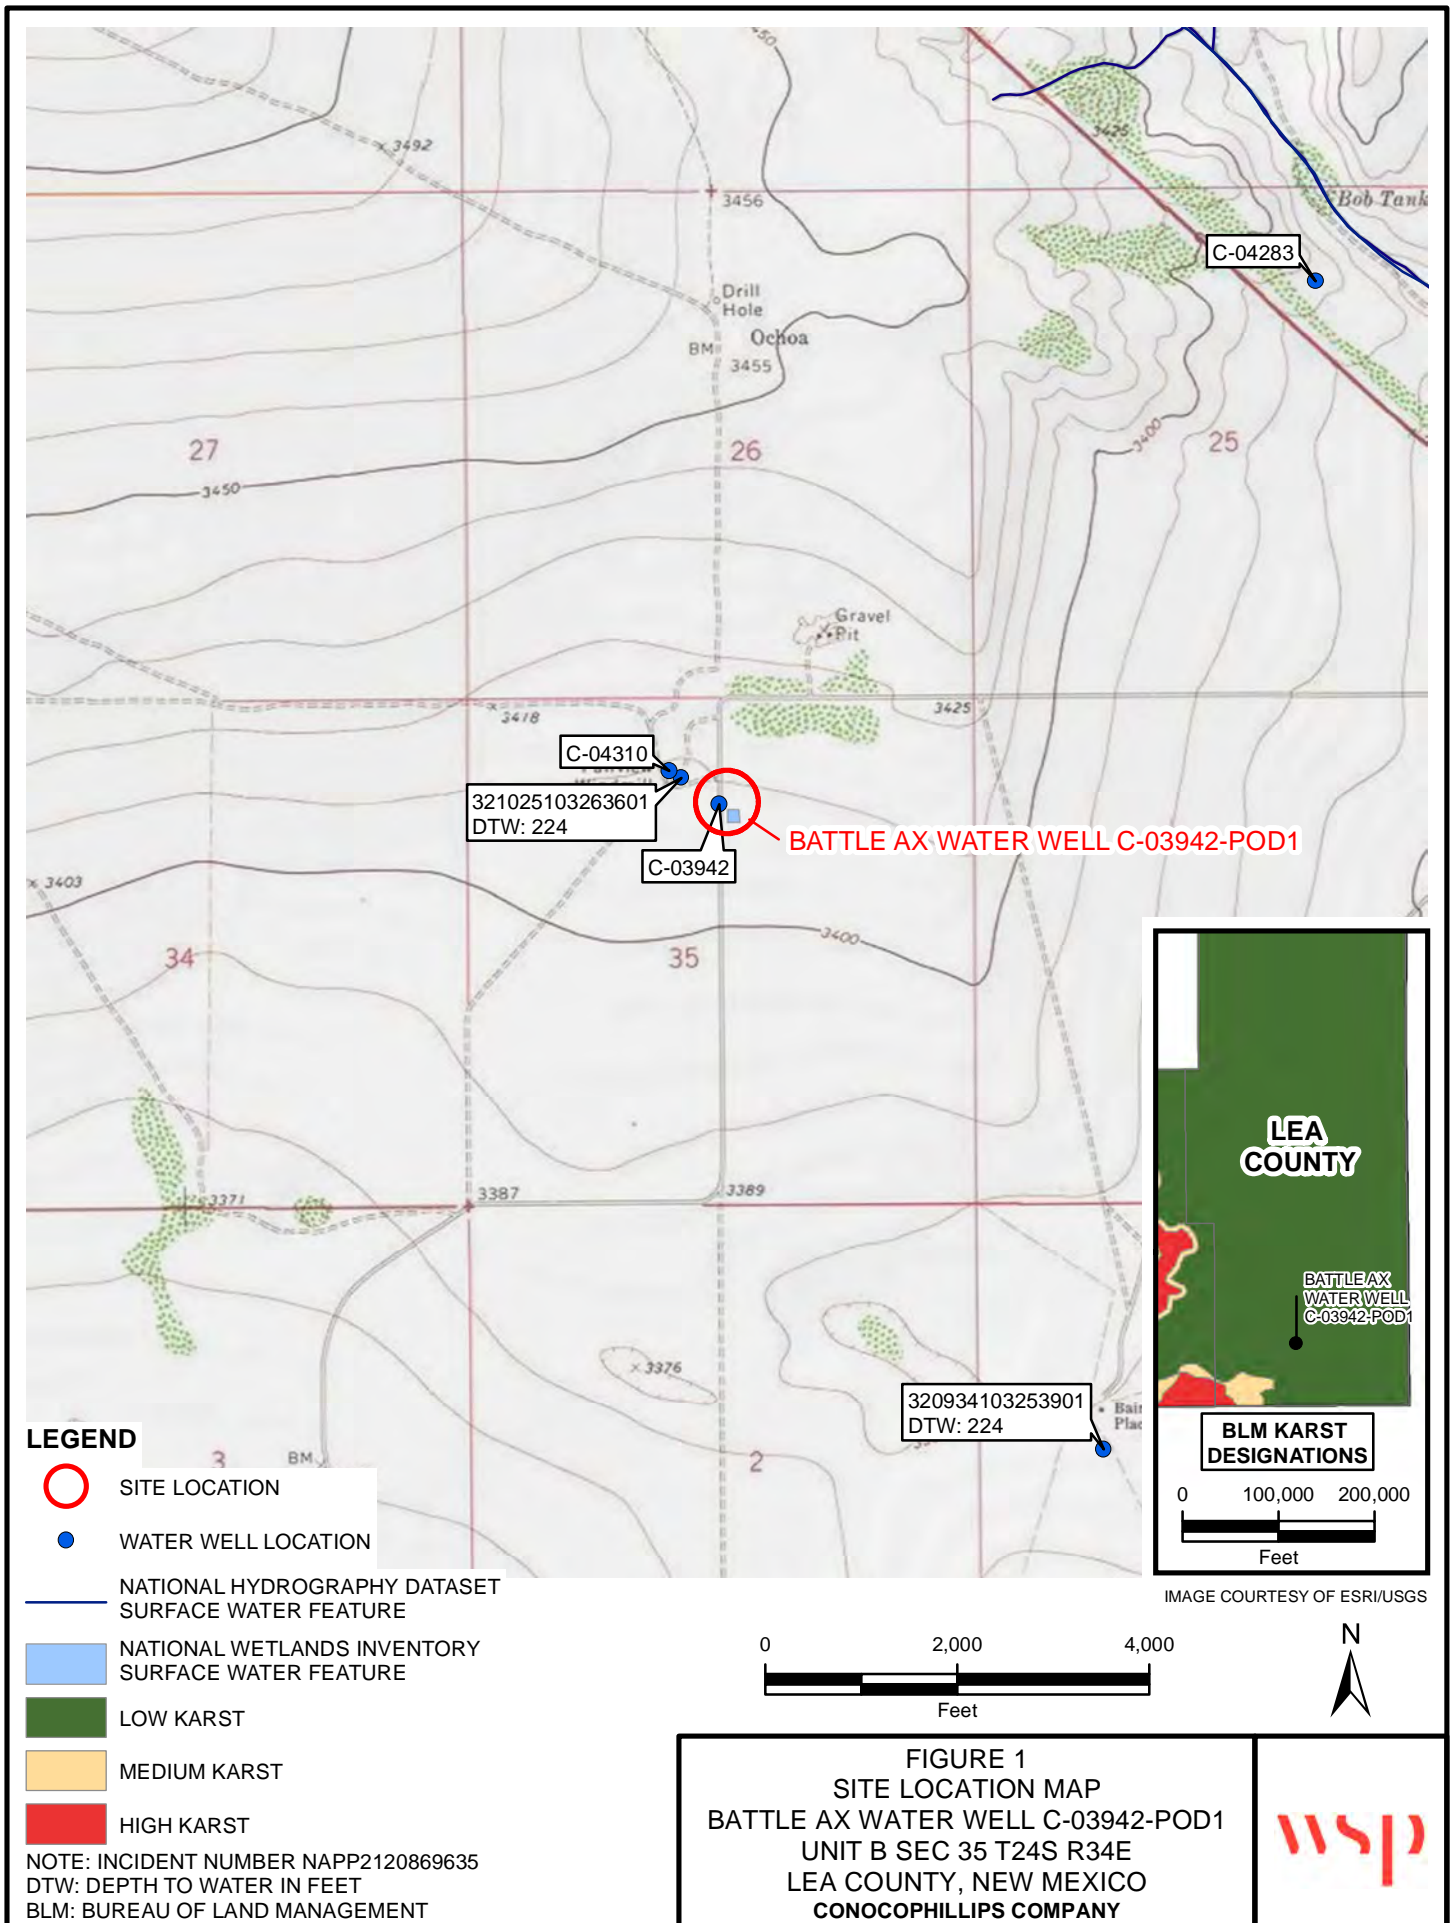 50
3492
3456
3425
Bob Tank
C-04283
Drill
Hole
Ochoa
BM
3455
27
26
3400
25
3450
Gravel
Pit
3418
3425
C-04310
321025103263601
DTW: 224
BATTLE AX WATER WELL C-03942-POD1
C-03942
3403
34
35
3400
LEA
COUNTY
3371
3387
3389
BATTLE AX
WATER WELL
C-03942-POD1
3376
320934103253901
DTW: 224
BLM KARST
DESIGNATIONS
0 100,000 200,000
Feet
3
BM
2
LEGEND
SITE LOCATION
WATER WELL LOCATION
NATIONAL HYDROGRAPHY DATASET
SURFACE WATER FEATURE
NATIONAL WETLANDS INVENTORY
SURFACE WATER FEATURE
LOW KARST
MEDIUM KARST
HIGH KARST
NOTE: INCIDENT NUMBER NAPP2120869635
DTW: DEPTH TO WATER IN FEET
BLM: BUREAU OF LAND MANAGEMENT
IMAGE COURTESY OF ESRI/USGS
0 2,000 4,000
Feet
N
FIGURE 1
SITE LOCATION MAP
BATTLE AX WATER WELL C-03942-POD1
UNIT B SEC 35 T24S R34E
LEA COUNTY, NEW MEXICO
CONOCOPHILLIPS COMPANY
wsp